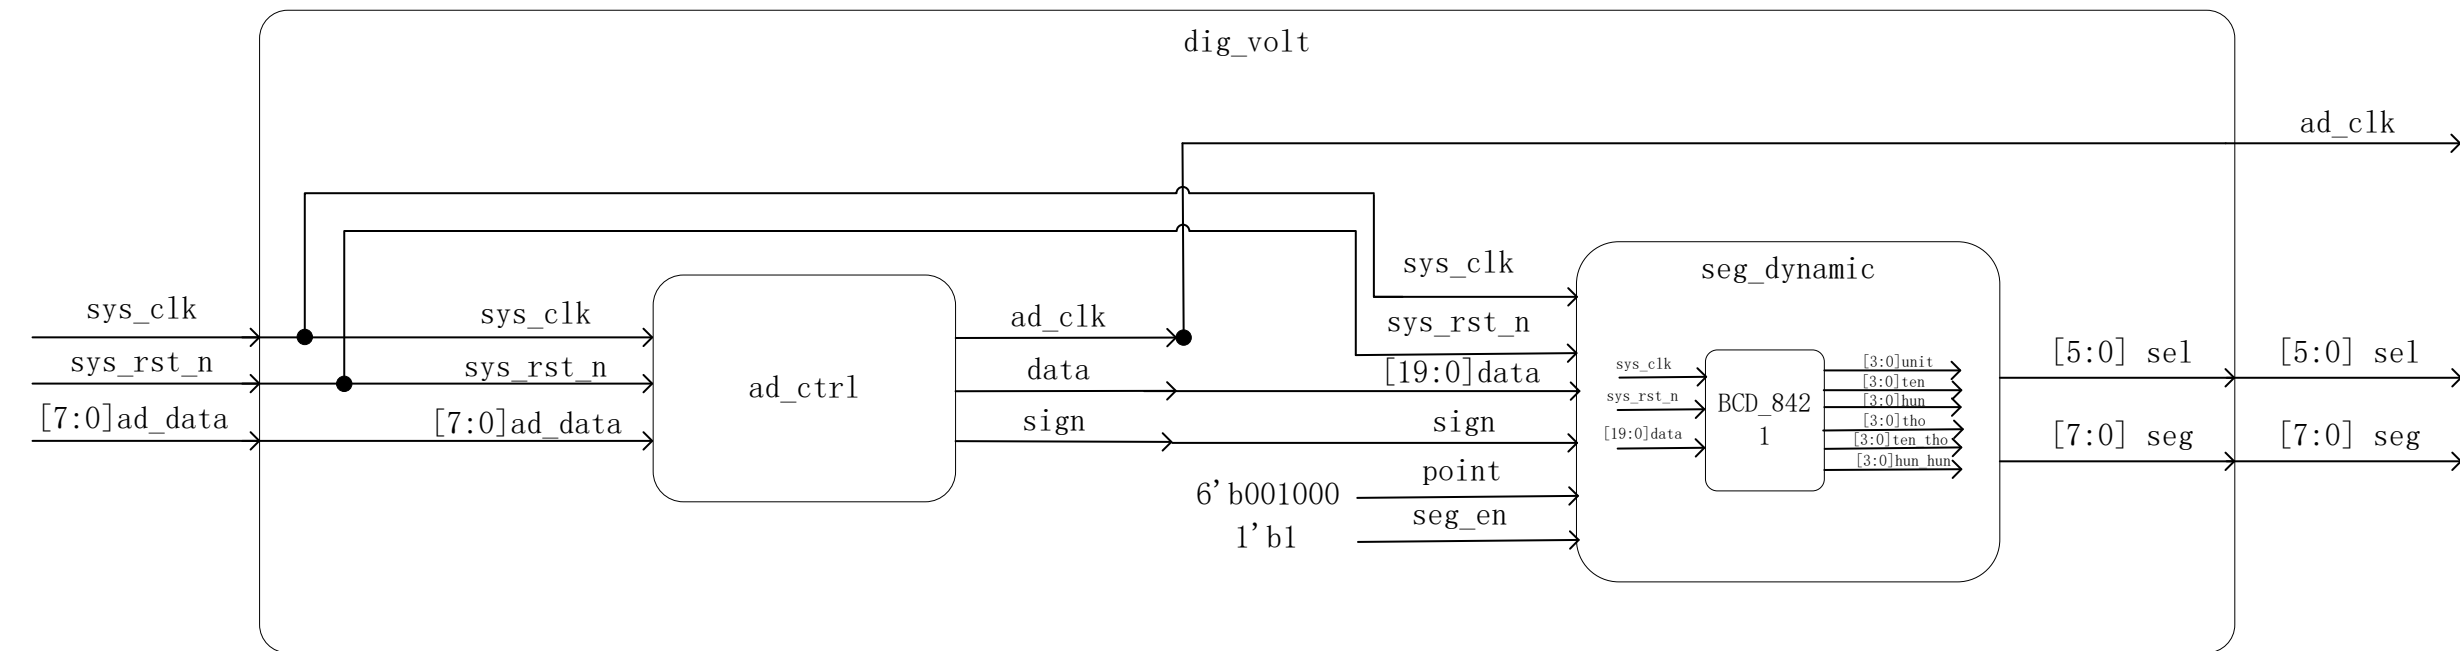 dig_volt
ad_clk
sys_clk
sys_rst_n
[7:0]ad_data
sys_clk
sys_rst_n
[7:0]ad_data
ad_ctrl
ad_clk
data
sign
sys_clk
sys_rst_n
[19:0]data
sign
point
6'b001000
seg_en
1'b1
seg_dynamic
sys_clk
sys_rst_n
[19:0]data
BCD_842
1
[3:0]unit
[3:0]ten
[3:0]hun
[3:0]tho
[3:0]ten_tho
[3:0]hun_hun
[5:0] sel
[7:0] seg
[5:0] sel
[7:0] seg